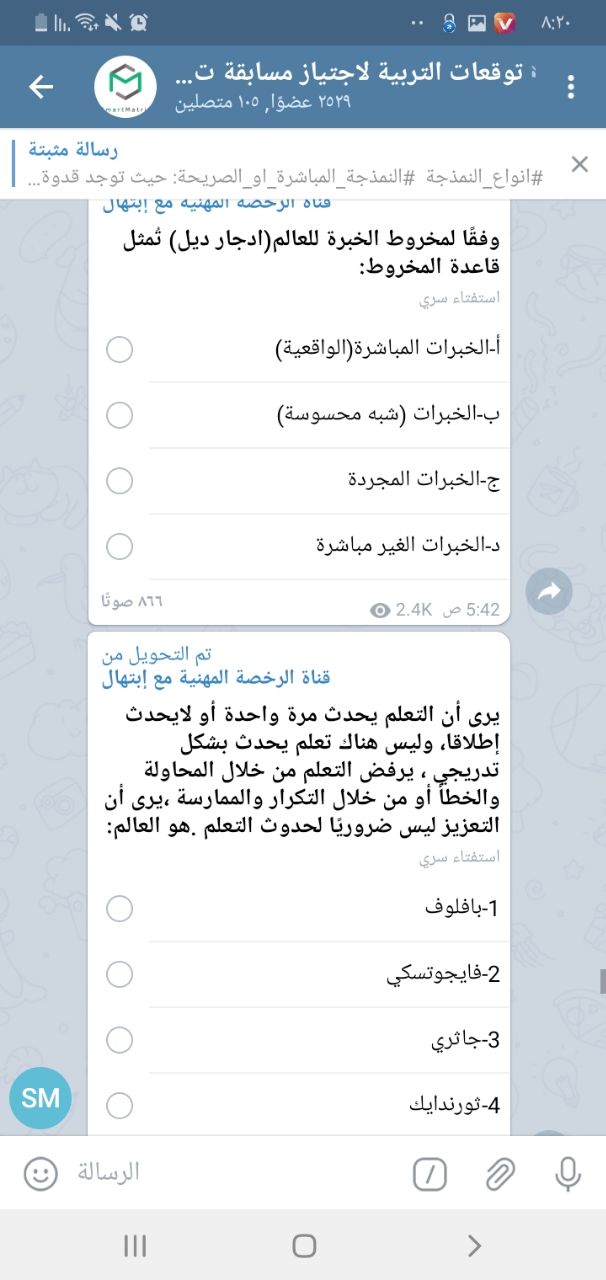 ٨:٢٠
توقعات التربية لاجتياز مسابقة ت...
٢٥٢٩ عضوًا, ١٠٥ متصلين
رسالة مثبتة
#انواع_النمذجة #النمذجة_المباشرة_او_الصريحة: حيث توجد قدوة...
قناة الرخصة المهنية مع إبتهال
وفقًا لمخروط الخبرة للعالم(ادجار ديل) تُمثل
قاعدة المخروط:
استفتاء سري
أ-الخبرات المباشرة(الواقعية)
ب-الخبرات (شبه محسوسة)
ج-الخبرات المجردة
د-الخبرات الغير مباشرة
٨٦٦ صوتًا
2.4K
5:42 ص
تم التحويل من
قناة الرخصة المهنية مع إبتهال
يرى أن التعلم يحدث مرة واحدة أو لايحدث
إطلاقا، وليس هناك تعلم يحدث بشكل
تدريجي ، يرفض التعلم من خلال المحاولة
والخطأ أو من خلال التكرار والممارسة ،يرى أن
التعزيز ليس ضروريًا لحدوث التعلم .هو العالم:
استفتاء سري
1-بافلوف
2-فايجوتسكي
3-جاثري
4-ثورندايك
SM
الرسالة